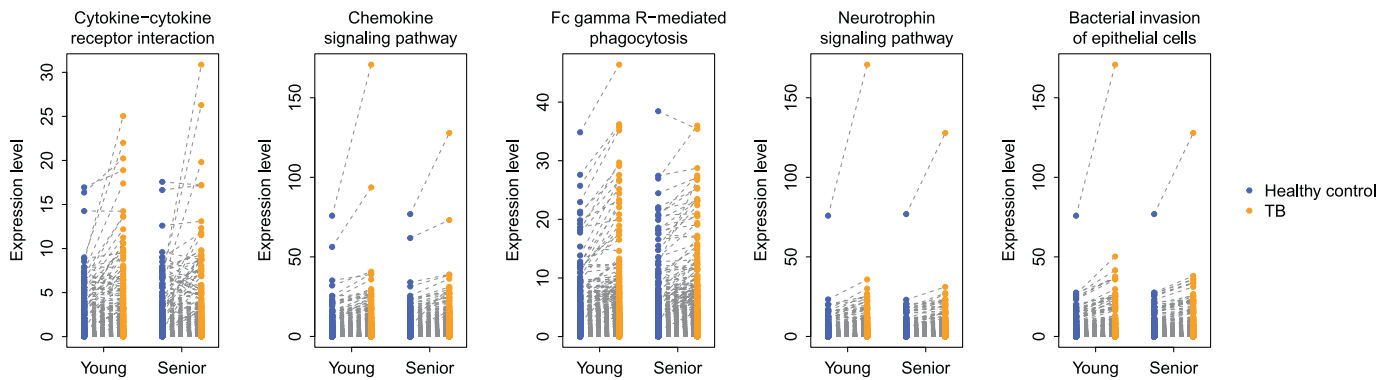 Cytokine−cytokine
receptor interaction
Expression level
30
25
20
15
10
5
0
Young Senior
Chemokine
signaling pathway
Expression level
150
100
50
0
Young Senior
Fc gamma R−mediated
phagocytosis
Expression level
40
30
20
10
0
Young Senior
Neurotrophin
signaling pathway
Expression level
150
100
50
0
Young Senior
Bacterial invasion
of epithelial cells
Expression level
150
100
50
0
Young Senior
Healthy control
TB